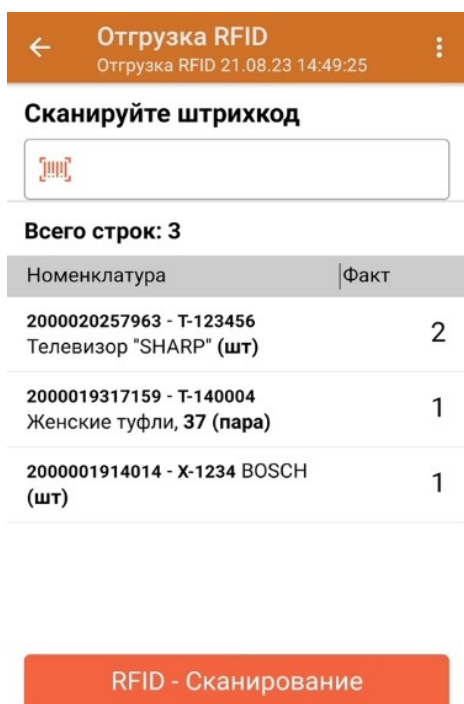 Отгрузка RFID
Отгрузка RFID 21.08.23 14:49:25
Сканируйте штрихкод
Всего строк: 3
Номенклатура Факт
2000020257963 - Т-123456
Телевизор "SHARP" (шт) 2
2000019317159 - Т-140004
Женские туфли, 37 (пара) 1
2000001914014 - Х-1234 BOSCH
(шт) 1
RFID - Сканирование